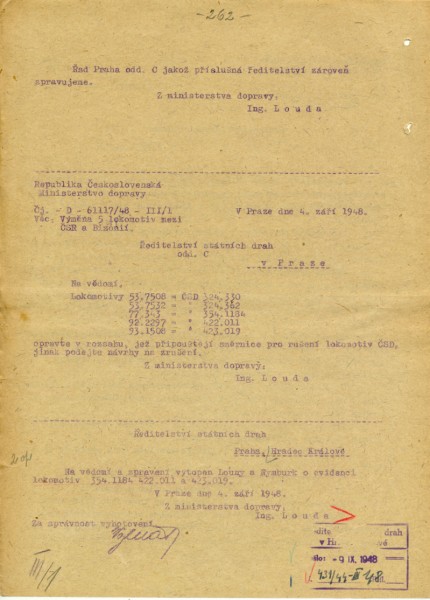 -262-
Řad Praha odd. C jakož příslušná ředitelství zároveň
zpravujeme.
Z ministerstva dopravy.
Ing. L o u d a
Republika Československá
Ministerstvo dopravy
Čj. - D - 61117/48 - III/1
V Praze dne 4. září 1948.
Věc: Výměna 5 lokomotiv mezi
ČSR a Bizonií.
Ředitelství státních drah
odd. C
v P r a z e
Na vědomí.
Lokomotivy 53.7508 = ČSD 324.330
53.7532 = " 324.362
77.343 = " 354.1184
92.2297 = " 422.011
33.1508 = " 423.019
opravte v rozsahu, jež připouštějí směrnice pro rušení lokomotiv ČSD,
jinak podejte návrhy na zrušení.
Z ministerstva dopravy:
Ing. L o u d a
Ředitelství státních drah
Praha, Hradec Králové
Na vědomí a zpravení výtopen Louny a Nymburk o evidenci
lokomotiv 354.1184 422.011 a 423.019.
V Praze dne 4. září 1948.
Z ministerstva dopravy:
Ing. L o u d a
Za správnost vyhotovení:
III/1
drah
v H
- 9 IX. 1948